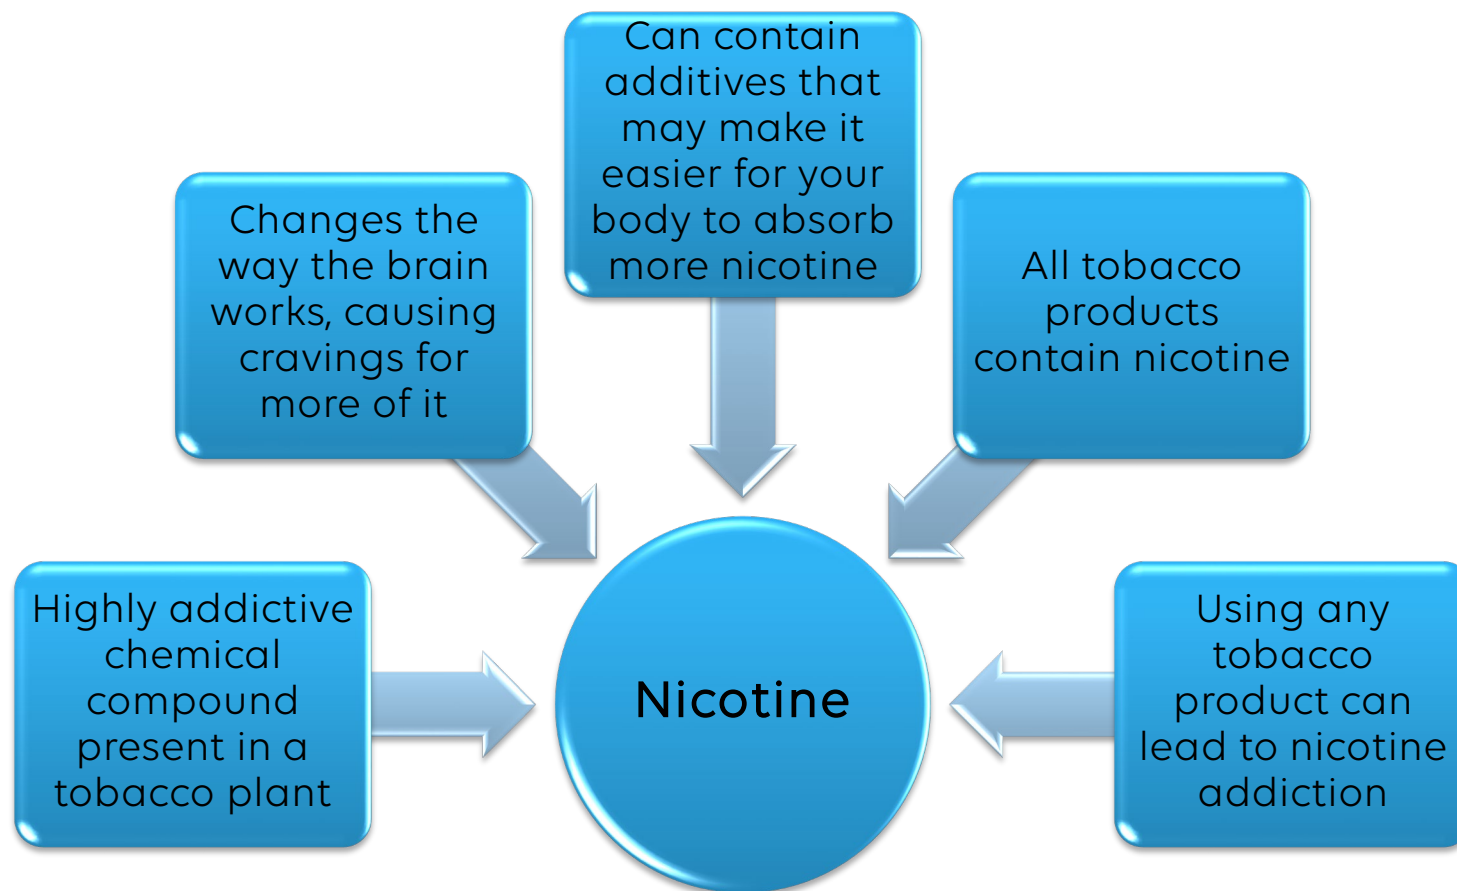 Can contain
additives that
may make it
easier for your
body to absorb
more nicotine
Changes the
way the brain
works, causing
cravings for
more of it
All tobacco
products
contain nicotine
Highly addictive
chemical
compound
present in a
tobacco plant
Nicotine
Using any
tobacco
product can
lead to nicotine
addiction